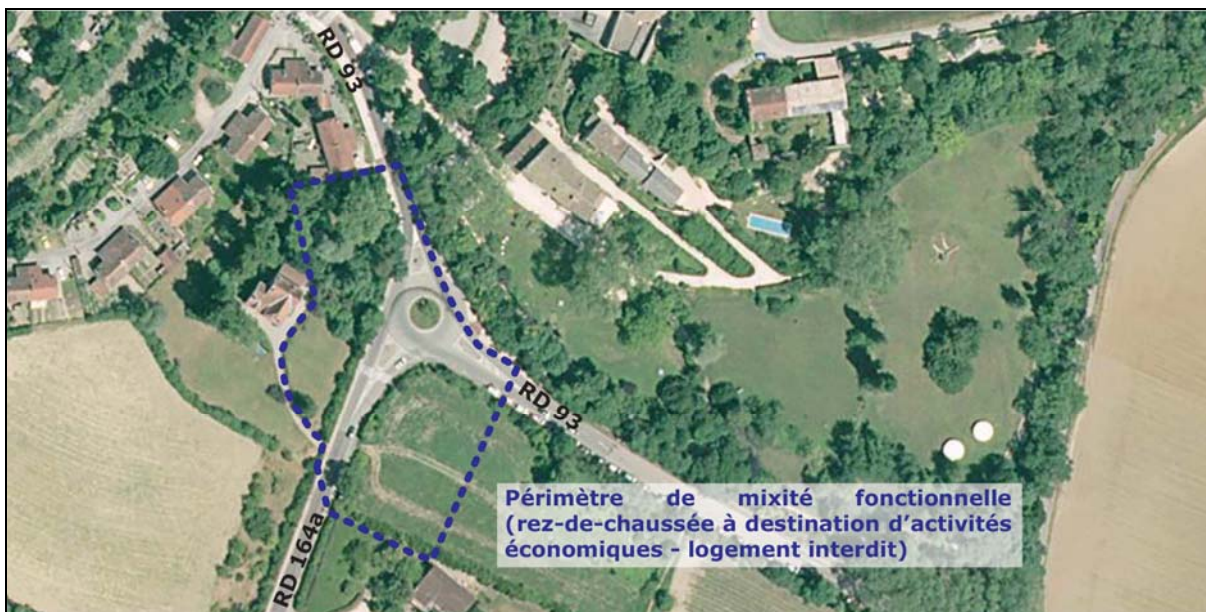 RD 93
RD 93
RD 164a
Périmètre de mixité fonctionnelle
(rez-de-chaussée à destination d’activités
économiques - logement interdit)